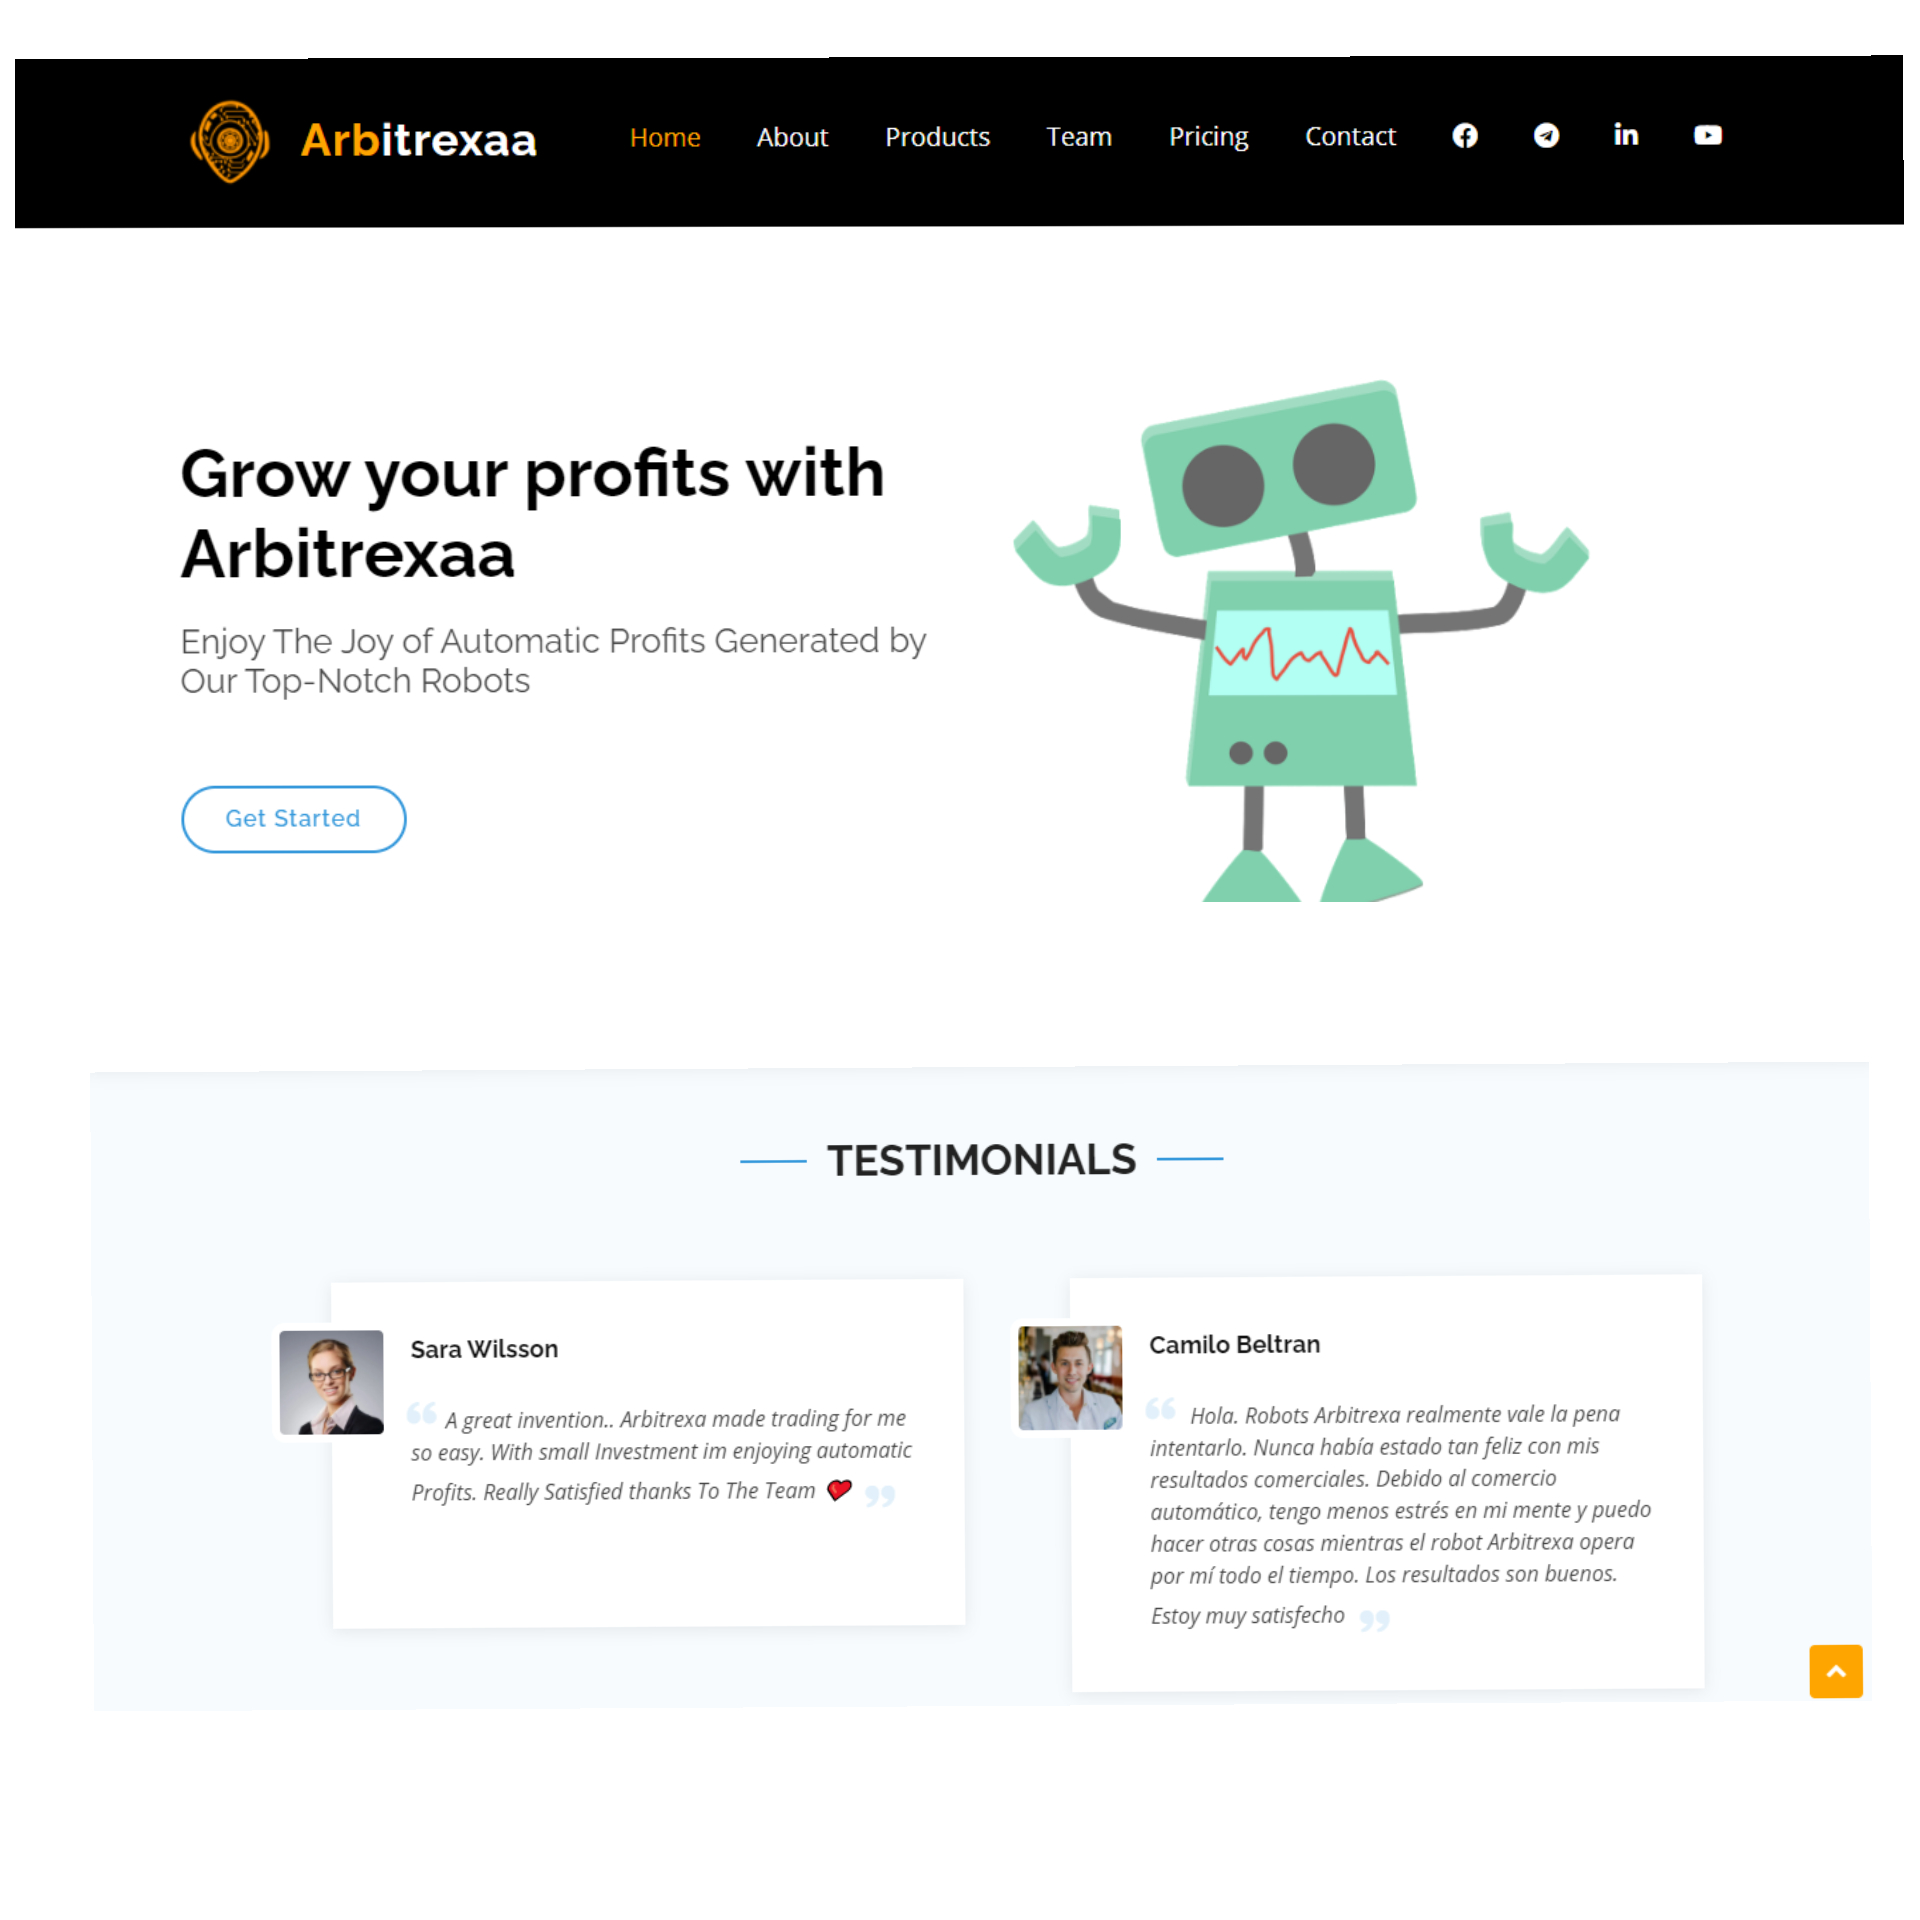 Arbitrexaa Home About Products Team Pricing Contact
Grow your profits with
Arbitrexaa
Enjoy The Joy of Automatic Profits Generated by
Our Top-Notch Robots
Get Started
TESTIMONIALS
Sara Wilsson
“ A great invention.. Arbitrexa made trading for me
so easy. With small Investment im enjoying automatic
Profits. Really Satisfied thanks To The Team ”
Camilo Beltran
“ Hola. Robots Arbitrexa realmente vale la pena
intentarlo. Nunca había estado tan feliz con mis
resultados comerciales. Debido al comercio
automático, tengo menos estrés en mi mente y puedo
hacer otras cosas mientras el robot Arbitrexa opera
por mí todo el tiempo. Los resultados son buenos.
Estoy muy satisfecho ”